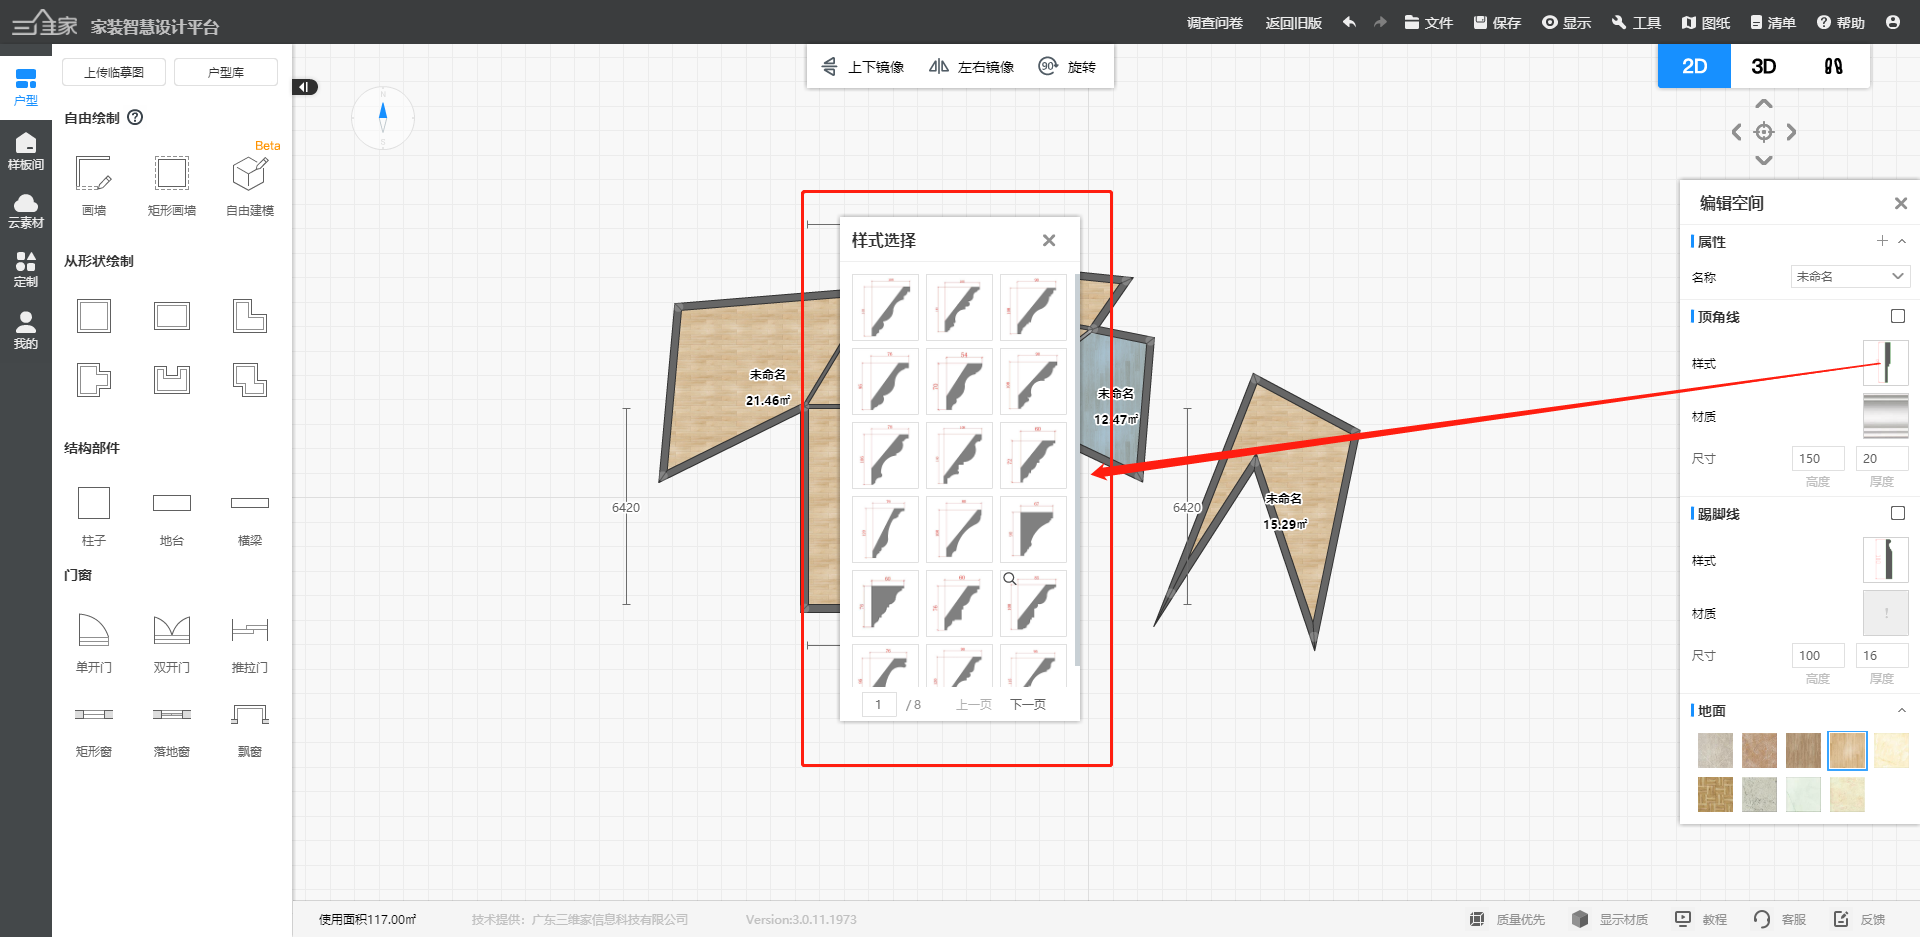 三维家 家装智慧设计平台
调查问卷 返回旧版 文件 保存 显示 工具 图纸 清单 帮助
户型
样板间
云素材
定制
我的
上传临摹图 户型库
自由绘制
Beta
画墙 矩形画墙 自由建模
从形状绘制
结构部件
柱子 地台 横梁
门窗
单开门 双开门 推拉门
矩形窗 落地窗 飘窗
上下镜像 左右镜像 90° 旋转
2D 3D
N
S
未命名
21.46㎡
6420
样式选择
54
60
1 / 8 上一页 下一页
未命名
12.47㎡
6420
未命名
15.29㎡
编辑空间
属性
名称 未命名
顶角线
样式
材质
尺寸 150 20
高度 厚度
踢脚线
样式
材质
尺寸 100 16
高度 厚度
地面
使用面积117.00㎡ 技术提供：广东三维家信息科技有限公司 Version:3.0.11.1973
质量优先 显示材质 教程 客服 反馈